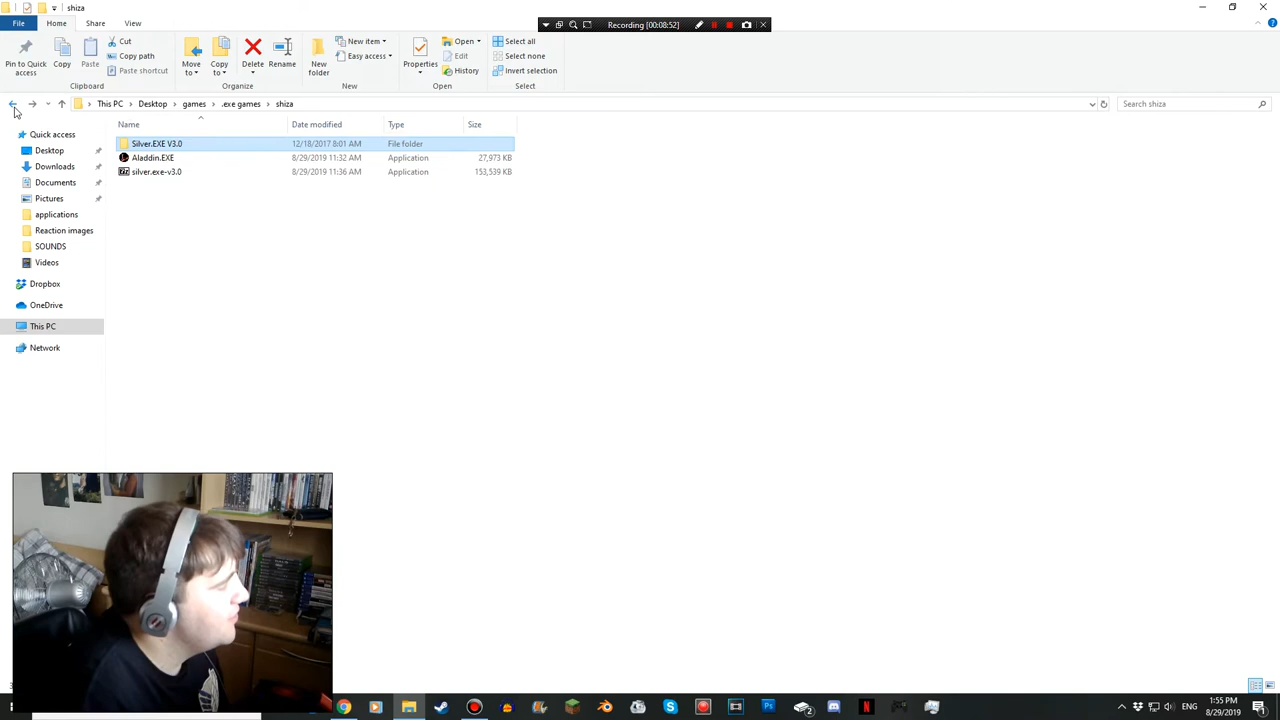 shiza
Recording [00:08:52]
File Home Share View
Pin to Quick access
Copy
Paste
Cut
Copy path
Paste shortcut
Clipboard
Move to
Copy to
Delete
Rename
Organize
New folder
New item
Easy access
New
Properties
Open
Edit
History
Open
Select all
Select none
Invert selection
Select
This PC Desktop games .exe games shiza
Search shiza
Name Date modified Type Size
Silver.EXE V3.0 12/18/2017 8:01 AM File folder
Aladdin.EXE 8/29/2019 11:32 AM Application 27,973 KB
silver.exe-v3.0 8/29/2019 11:36 AM Application 153,539 KB
Quick access
Desktop
Downloads
Documents
Pictures
applications
Reaction images
SOUNDS
Videos
Dropbox
OneDrive
This PC
Network
ENG
1:55 PM
8/29/2019